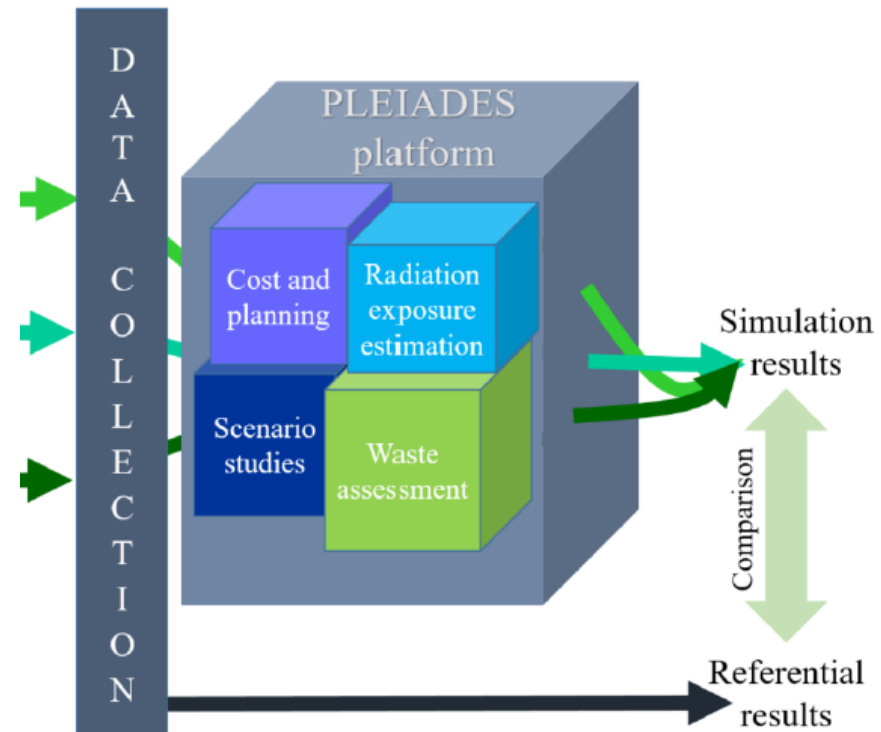 DATA COLLECTION
PLEIADES
platform
Cost and
planning
Radiation
exposure
estimation
Scenario
studies
Waste
assessment
Simulation
results
Comparison
Referential
results